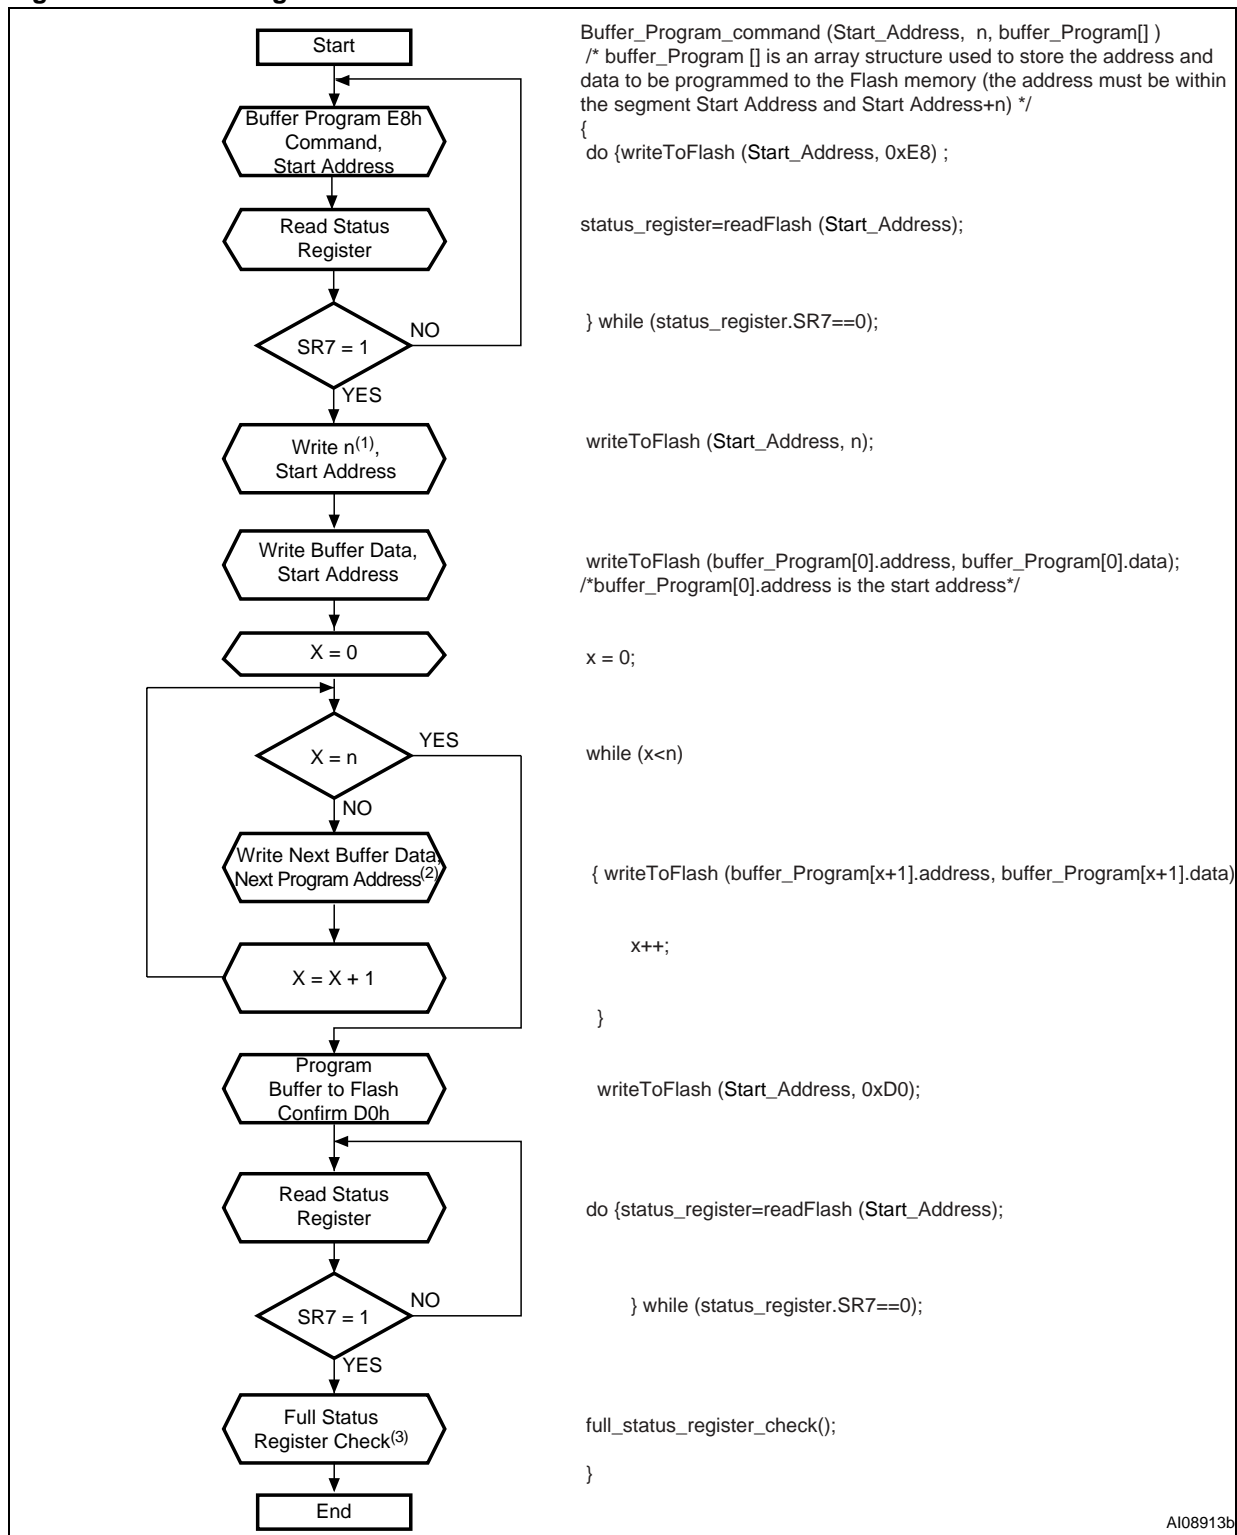 Start
Buffer Program E8h
Command,
Start Address
Read Status
Register
SR7 = 1
NO
YES
Write n(1),
Start Address
Write Buffer Data,
Start Address
X = 0
X = n
YES
NO
Write Next Buffer Data,
Next Program Address(2)
X = X + 1
Program
Buffer to Flash
Confirm D0h
Read Status
Register
SR7 = 1
NO
YES
Full Status
Register Check(3)
End
Buffer_Program_command (Start_Address, n, buffer_Program[] )
/* buffer_Program [] is an array structure used to store the address and
data to be programmed to the Flash memory (the address must be within
the segment Start Address and Start Address+n) */
{
do {writeToFlash (Start_Address, 0xE8) ;
status_register=readFlash (Start_Address);
} while (status_register.SR7==0);
writeToFlash (Start_Address, n);
writeToFlash (buffer_Program[0].address, buffer_Program[0].data);
/*buffer_Program[0].address is the start address*/
x = 0;
while (x<n)
{ writeToFlash (buffer_Program[x+1].address, buffer_Program[x+1].data)
x++;
}
writeToFlash (Start_Address, 0xD0);
do {status_register=readFlash (Start_Address);
} while (status_register.SR7==0);
full_status_register_check();
}
AI08913b